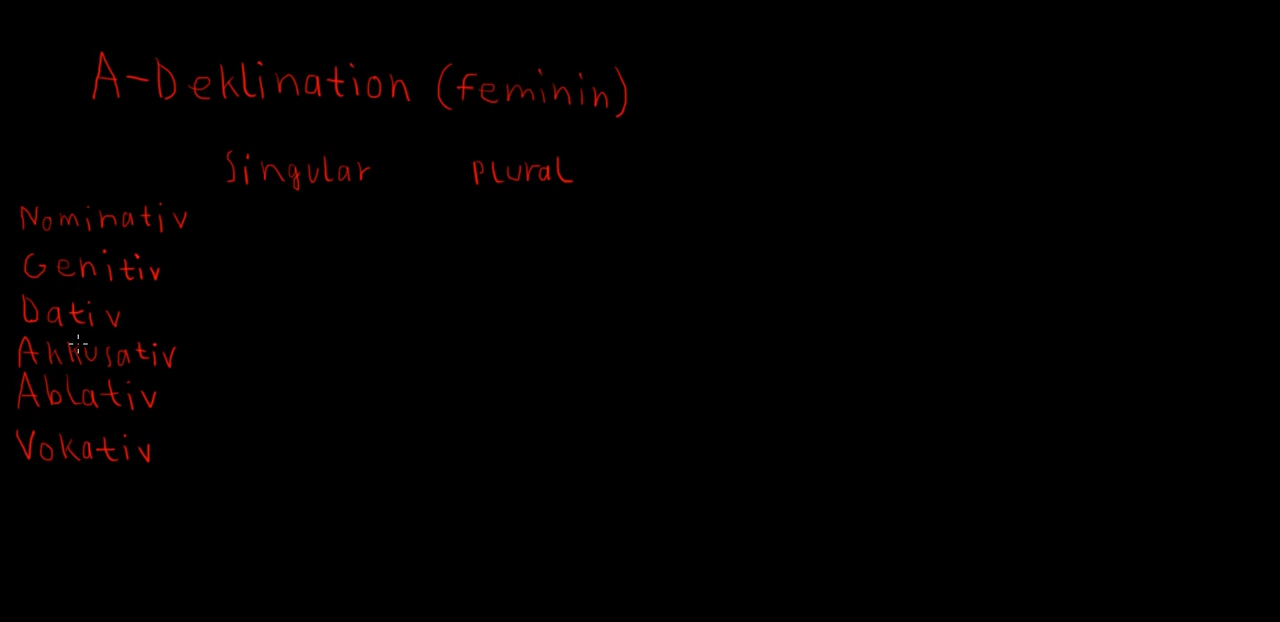 A-Deklination (feminin)
Singular Plural
Nominativ
Genitiv
Dativ
Akkusativ
Ablativ
Vokativ